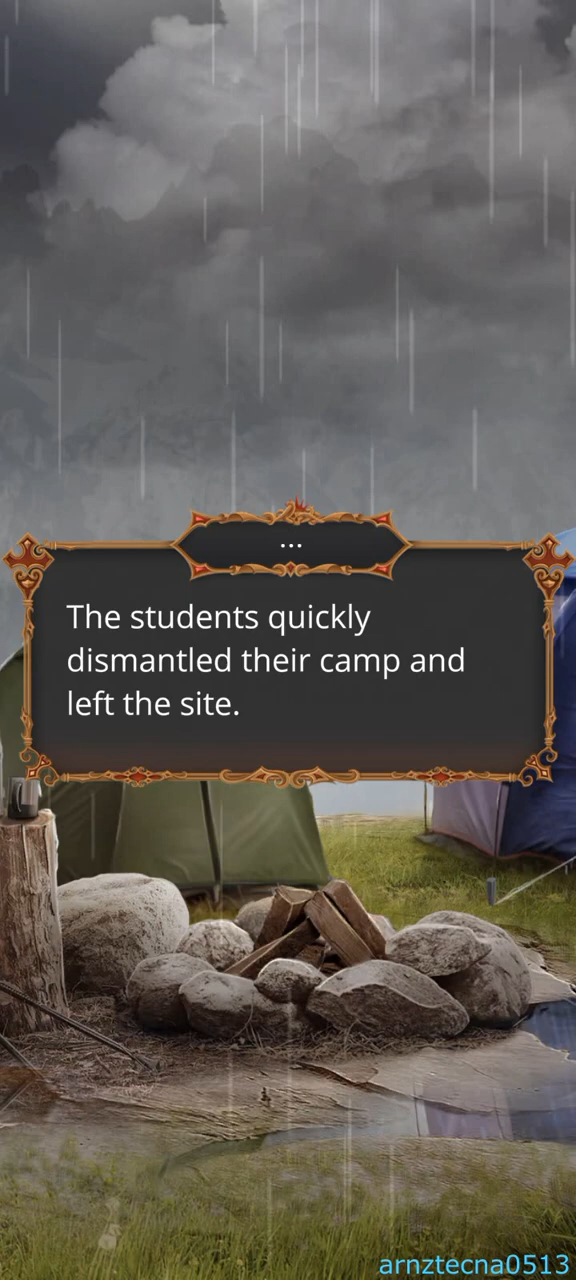 ...
The students quickly
dismantled their camp and
left the site.
arnztecna0513